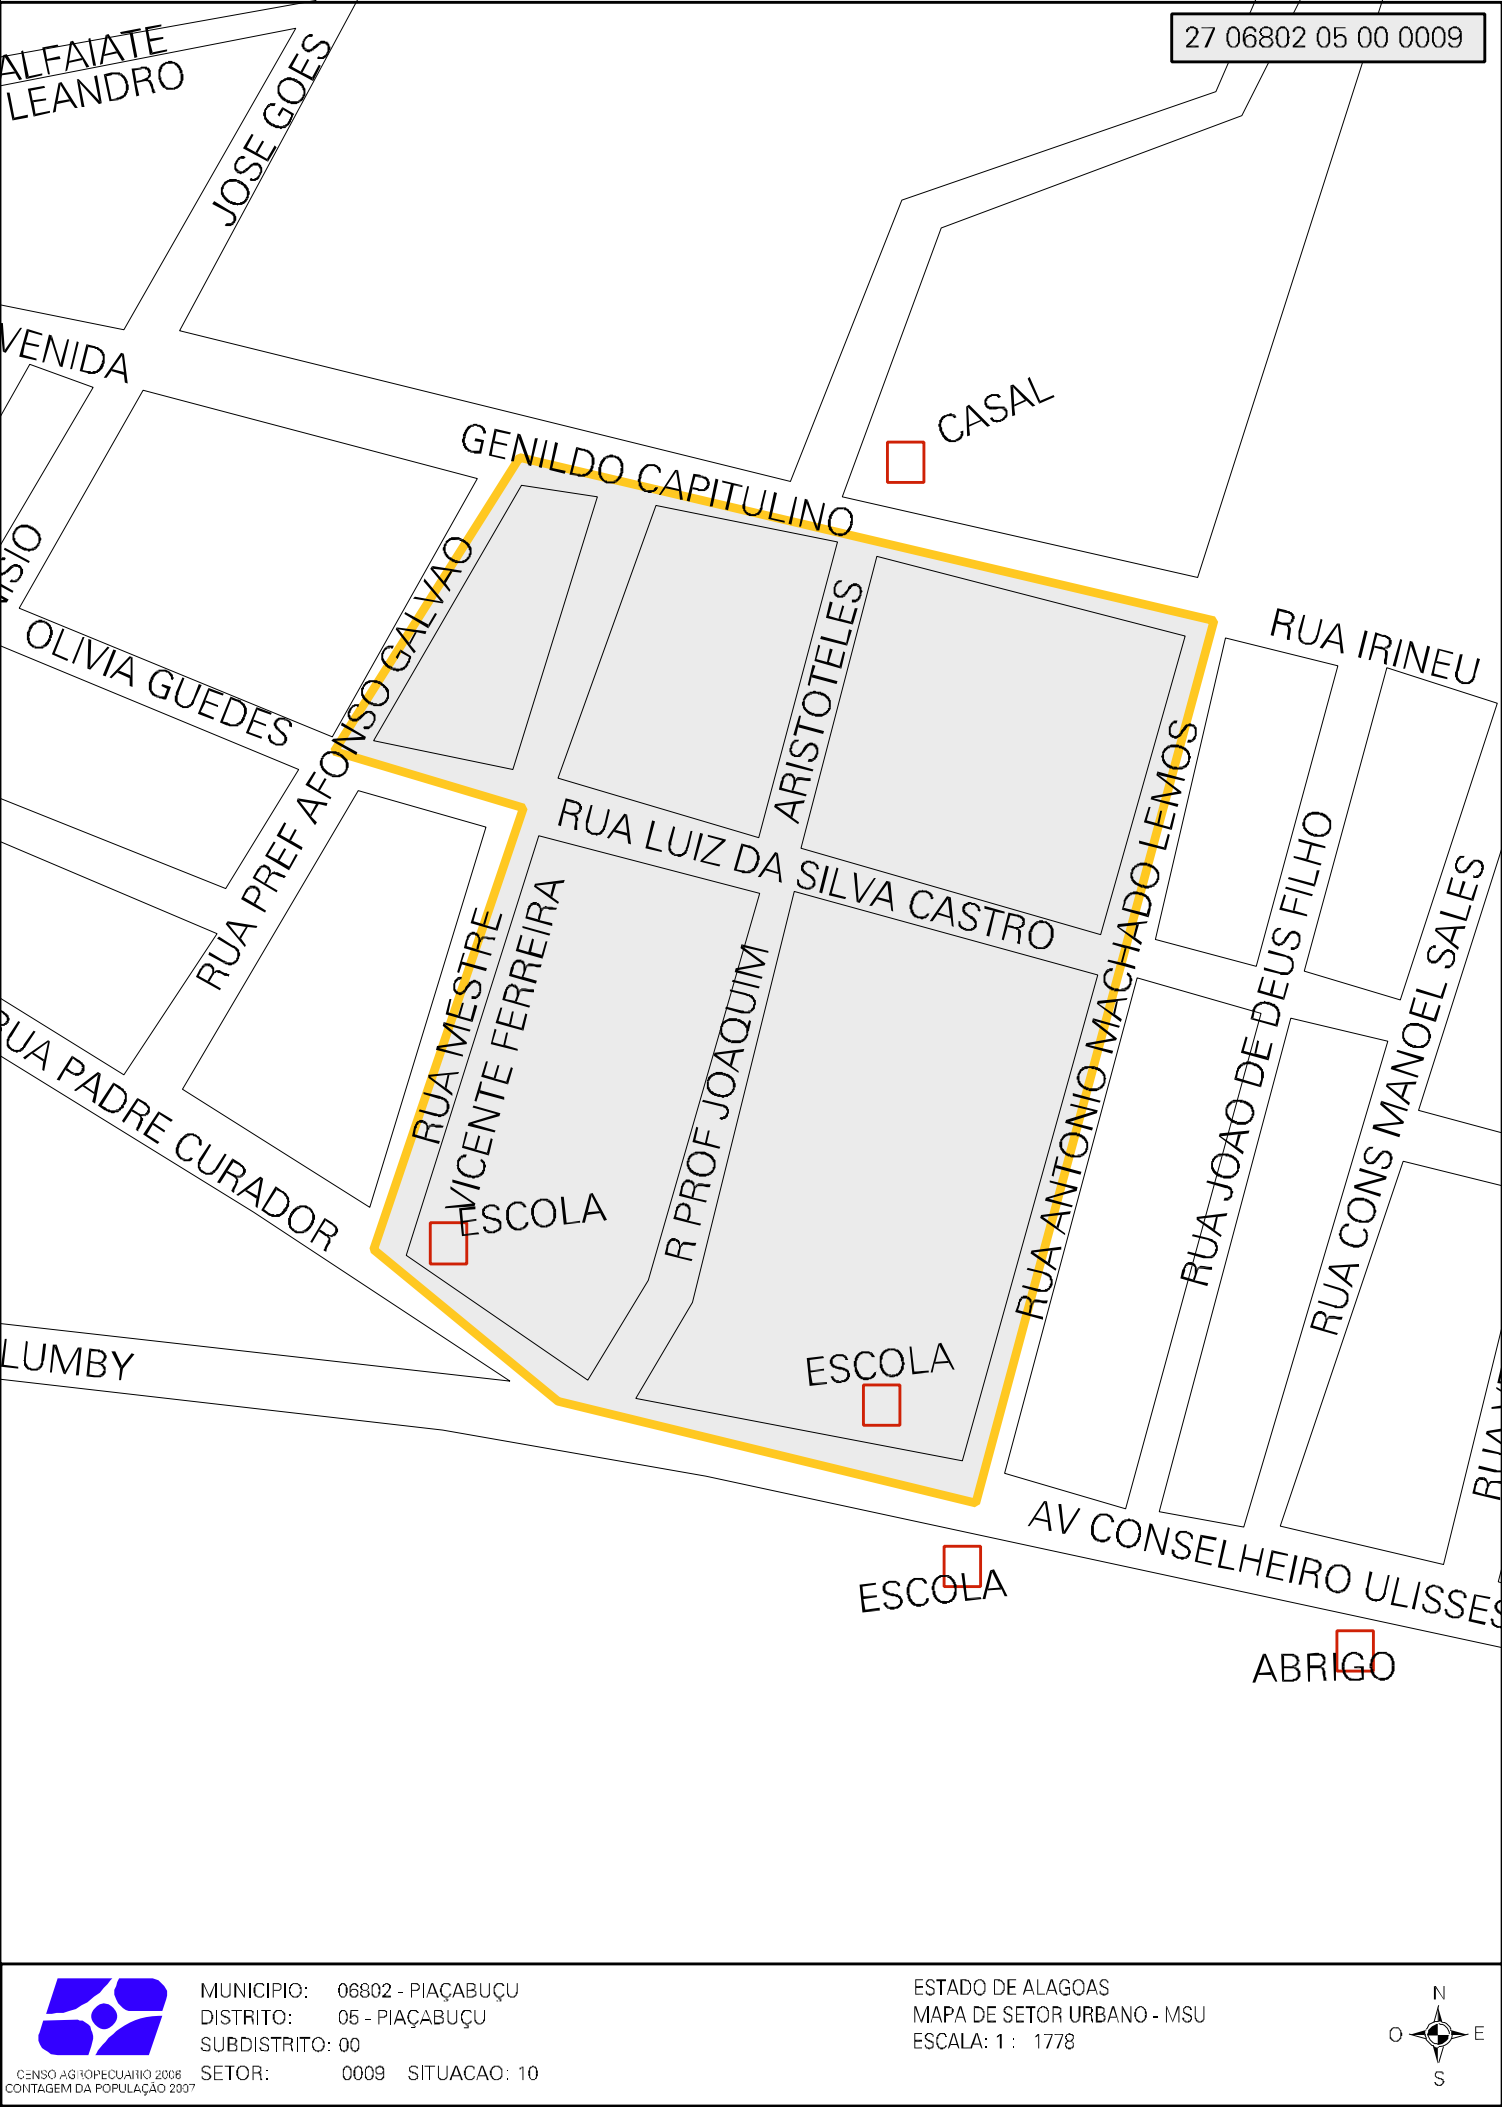 27 06802 05 00 0009
ALFAIATE
LEANDRO
JOSE GOES
VENIDA
CASAL
GENILDO CAPITULINO
RUA IRINEU
OLIVIA GUEDES
RUA PREF AFONSO GALVAO
ARISTOTELES
RUA LUIZ DA SILVA CASTRO
RUA ANTONIO MACHADO LEMOS
RUA JOAO DE DEUS FILHO
RUA CONS MANOEL SALES
RUA MESTRE
VICENTE FERREIRA
R PROF JOAQUIM
RUA PADRE CURADOR
ESCOLA
LUMBY
ESCOLA
AV CONSELHEIRO ULISSES
ESCOLA
ABRIGO
MUNICIPIO: 06802 - PIAÇABUÇU
DISTRITO: 05 - PIAÇABUÇU
SUBDISTRITO: 00
SETOR: 0009 SITUACAO: 10
CENSO AGROPECUARIO 2006
CONTAGEM DA POPULAÇÃO 2007
ESTADO DE ALAGOAS
MAPA DE SETOR URBANO - MSU
ESCALA: 1 : 1778
N
O
E
S